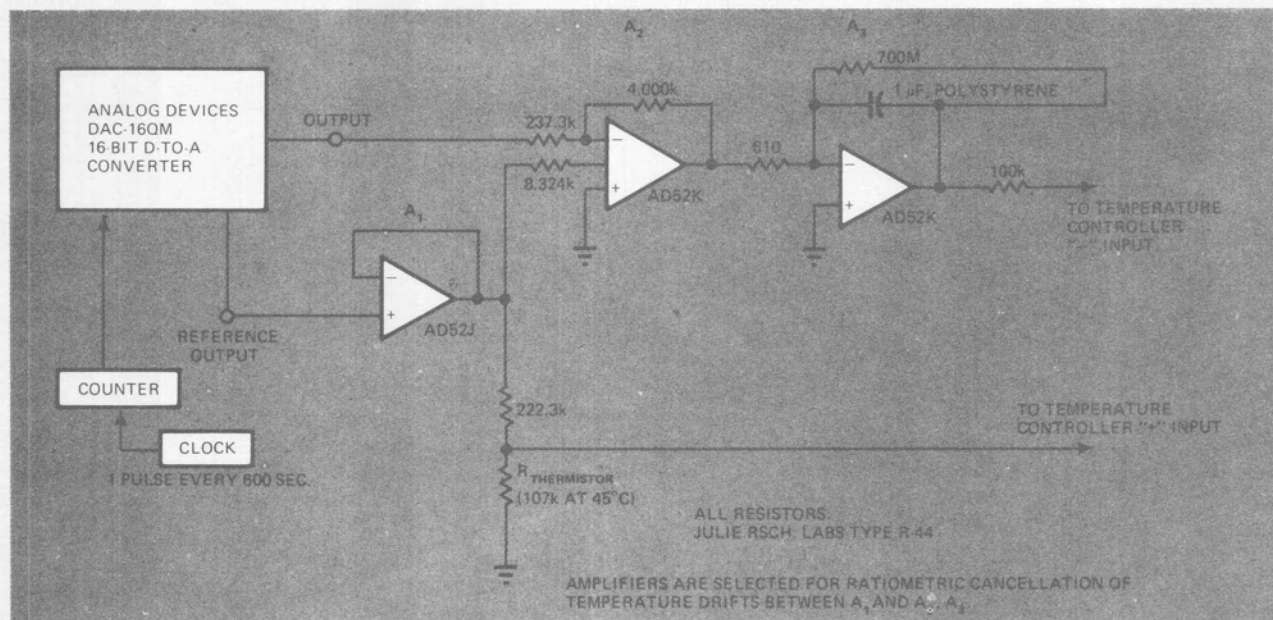 A₂
A₃
700M
4.000k
1 µF, POLYSTYRENE
ANALOG DEVICES
DAC-16QM
16-BIT D-TO-A
CONVERTER
OUTPUT
237.3k
8.324k
610
100k
−
+
AD52K
−
+
AD52K
TO TEMPERATURE
CONTROLLER
"−" INPUT
A₁
−
+
AD52J
REFERENCE
OUTPUT
COUNTER
CLOCK
1 PULSE EVERY 600 SEC.
222.3k
TO TEMPERATURE
CONTROLLER "+" INPUT
R THERMISTOR
(107k AT 45°C)
ALL RESISTORS.
JULIE RSCH. LABS TYPE R-44
AMPLIFIERS ARE SELECTED FOR RATIOMETRIC CANCELLATION OF
TEMPERATURE DRIFTS BETWEEN A₁ AND A₂, A₃